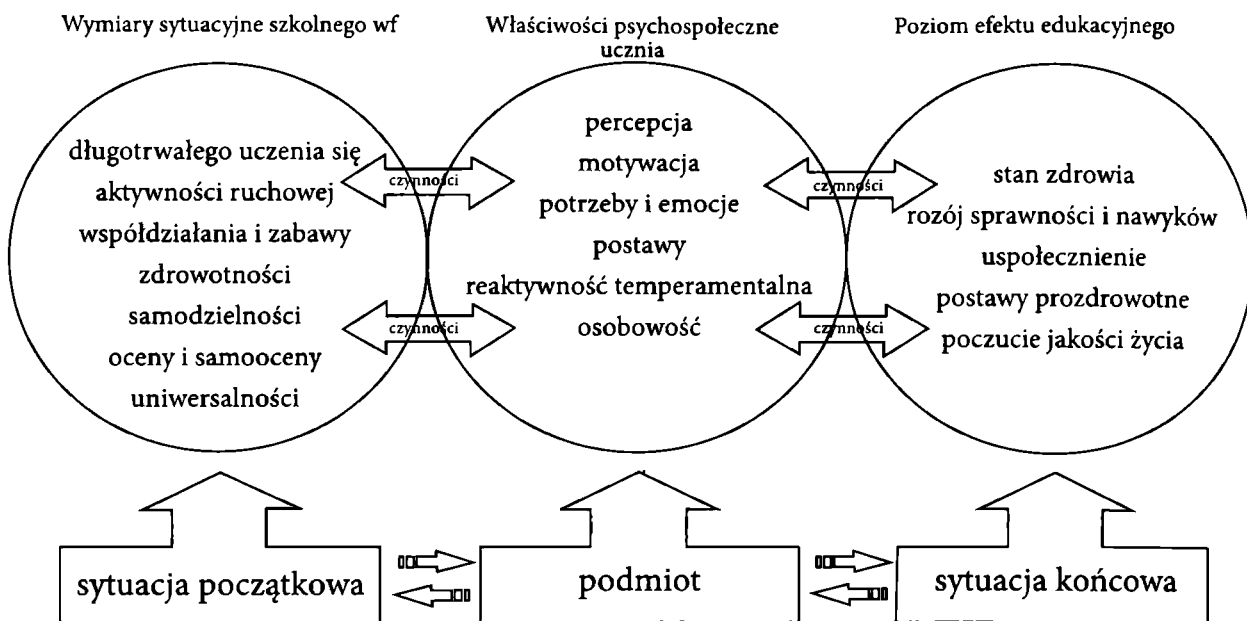 Wymiary sytuacyjne szkolnego wf
Właściwości psychospołeczne
ucznia
Poziom efektu edukacyjnego
długotrwałego uczenia się
aktywności ruchowej
współdziałania i zabawy
zdrowotności
samodzielności
oceny i samooceny
uniwersalności
czynności
czynności
percepcja
motywacja
potrzeby i emocje
postawy
reaktywność temperamentalna
osobowość
czynności
czynności
stan zdrowia
rozój sprawności i nawyków
uspołecznienie
postawy prozdrowotne
poczucie jakości życia
sytuacja początkowa
podmiot
sytuacja końcowa